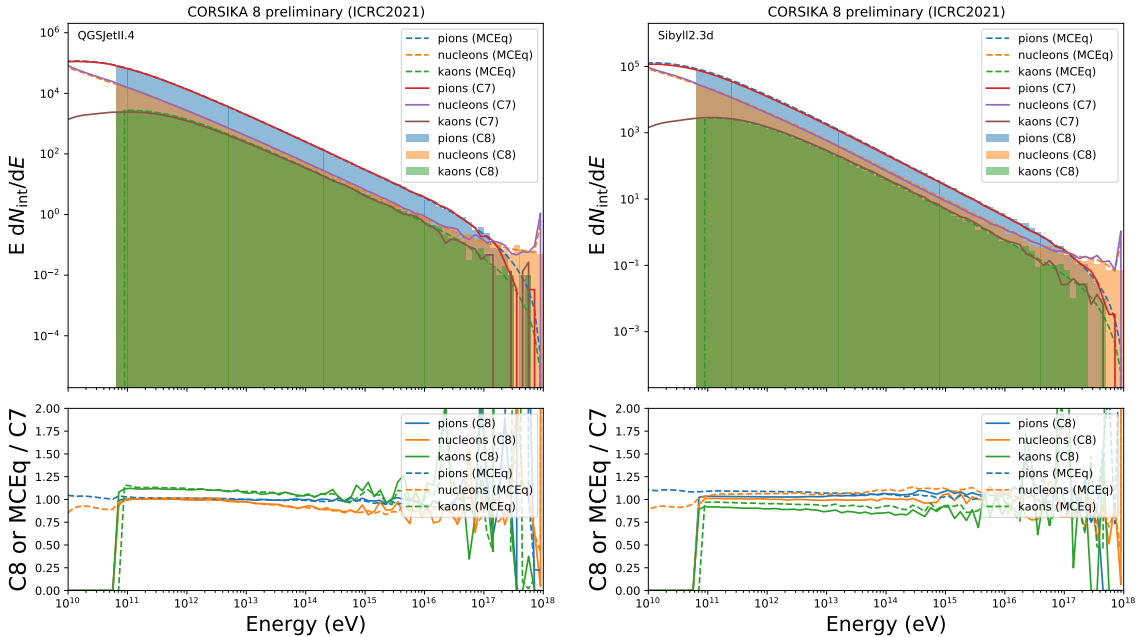 CORSIKA 8 preliminary (ICRC2021)
QGSJetII.4
pions (MCEq)
nucleons (MCEq)
kaons (MCEq)
pions (C7)
nucleons (C7)
kaons (C7)
pions (C8)
nucleons (C8)
kaons (C8)
E dN_int/dE
10^6
10^4
10^2
10^0
10^−2
10^−4
C8 or MCEq / C7
2.00
1.75
1.50
1.25
1.00
0.75
0.50
0.25
0.00
pions (C8)
nucleons (C8)
kaons (C8)
pions (MCEq)
nucleons (MCEq)
kaons (MCEq)
10^10 10^11 10^12 10^13 10^14 10^15 10^16 10^17 10^18
Energy (eV)
CORSIKA 8 preliminary (ICRC2021)
Sibyll2.3d
pions (MCEq)
nucleons (MCEq)
kaons (MCEq)
pions (C7)
nucleons (C7)
kaons (C7)
pions (C8)
nucleons (C8)
kaons (C8)
E dN_int/dE
10^5
10^3
10^1
10^−1
10^−3
C8 or MCEq / C7
2.00
1.75
1.50
1.25
1.00
0.75
0.50
0.25
0.00
pions (C8)
nucleons (C8)
kaons (C8)
pions (MCEq)
nucleons (MCEq)
kaons (MCEq)
10^10 10^11 10^12 10^13 10^14 10^15 10^16 10^17 10^18
Energy (eV)